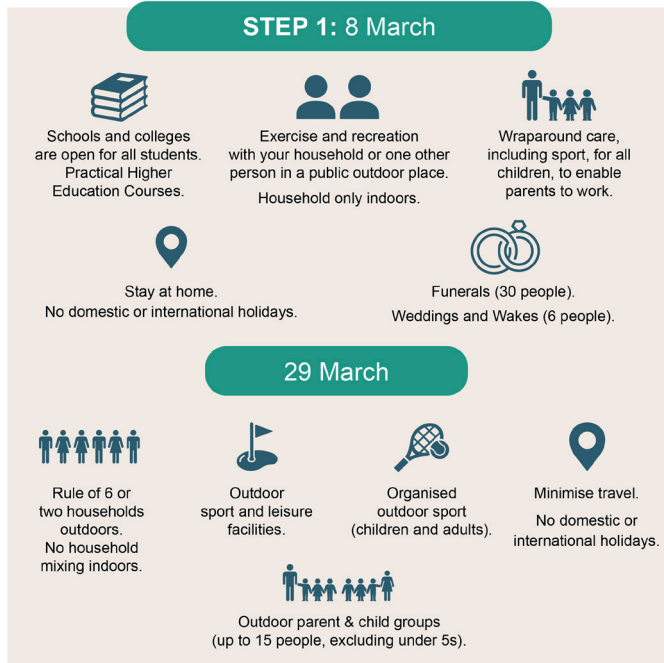 STEP 1: 8 March
Schools and colleges
are open for all students.
Practical Higher
Education Courses.
Exercise and recreation
with your household or one other
person in a public outdoor place.
Household only indoors.
Wraparound care,
including sport, for all
children, to enable
parents to work.
Stay at home.
No domestic or international holidays.
Funerals (30 people).
Weddings and Wakes (6 people).
29 March
Rule of 6 or
two households
outdoors.
No household
mixing indoors.
Outdoor
sport and leisure
facilities.
Organised
outdoor sport
(children and adults).
Minimise travel.
No domestic or
international holidays.
Outdoor parent & child groups
(up to 15 people, excluding under 5s).